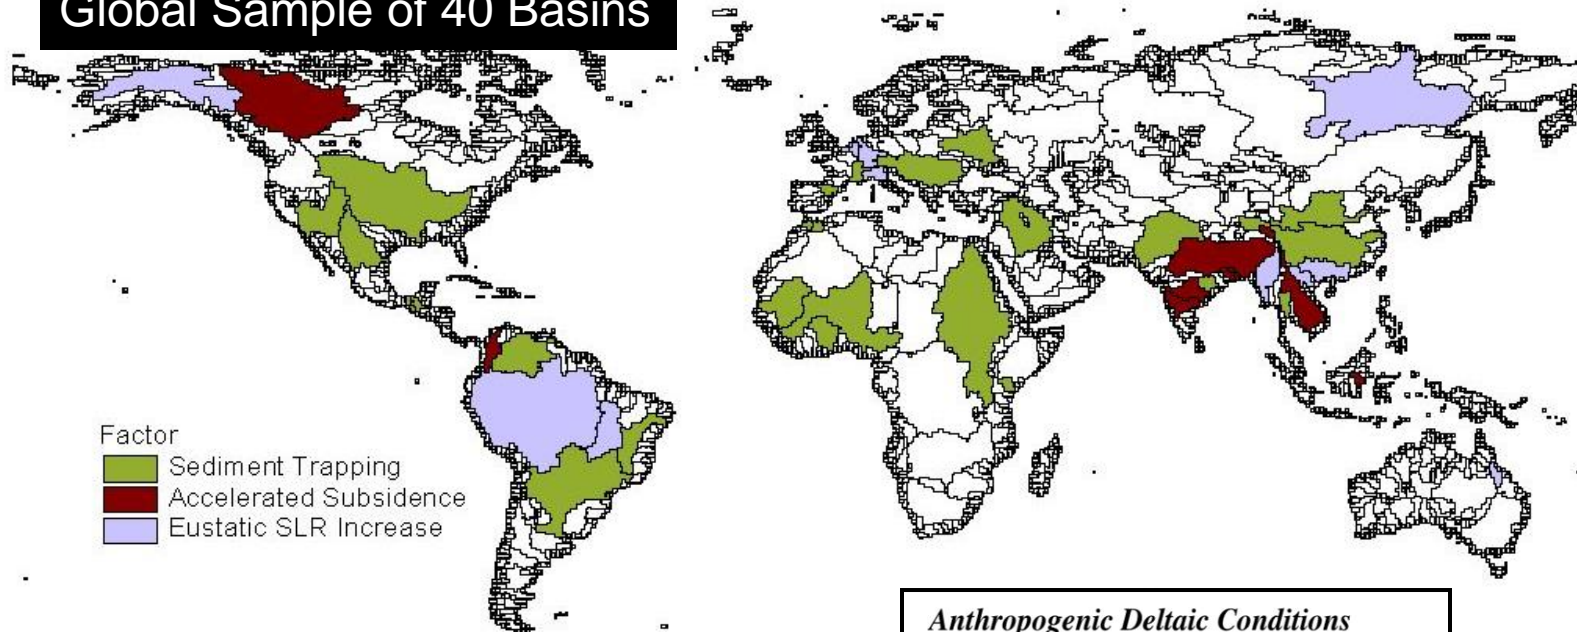 Global Sample of 40 Basins
Factor
Sediment Trapping
Accelerated Subsidence
Eustatic SLR Increase
Anthropogenic Deltaic Conditions